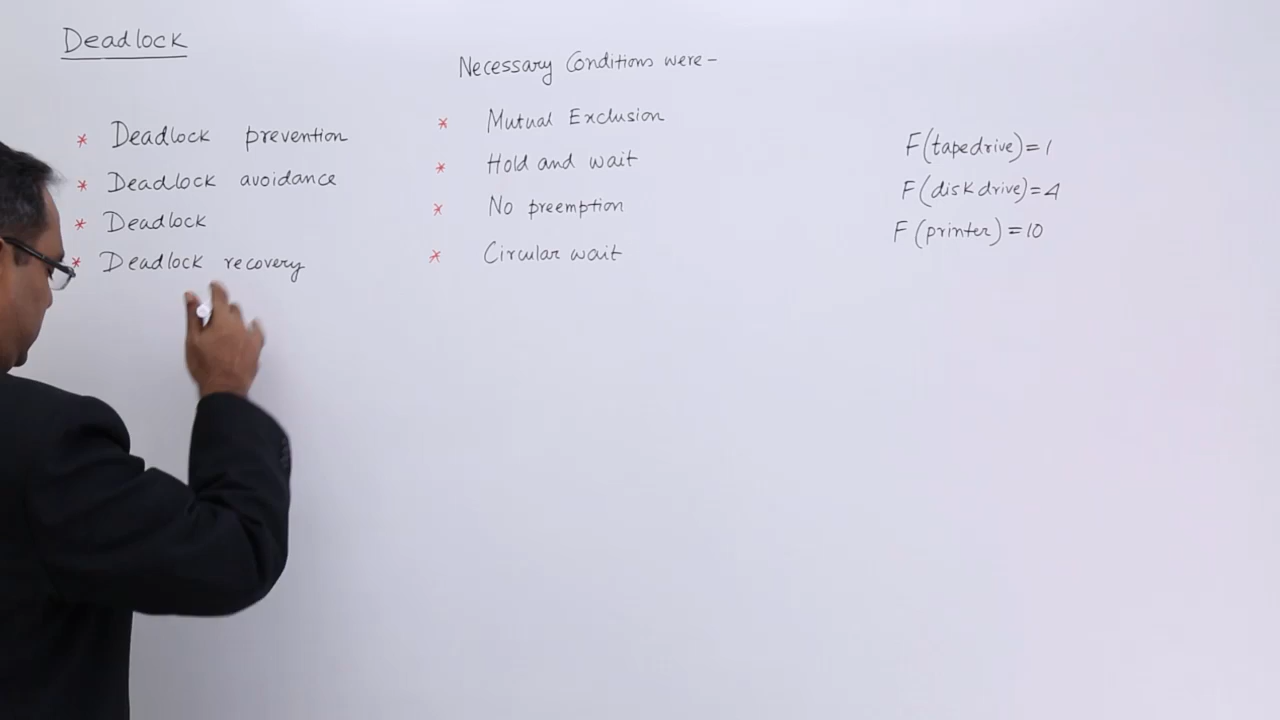 Deadlock
* Deadlock prevention
* Deadlock avoidance
* Deadlock
* Deadlock recovery
Necessary Conditions were -
* Mutual Exclusion
* Hold and wait
* No preemption
* Circular wait
F(tapedrive)=1
F(disk drive)=4
F(printer)=10